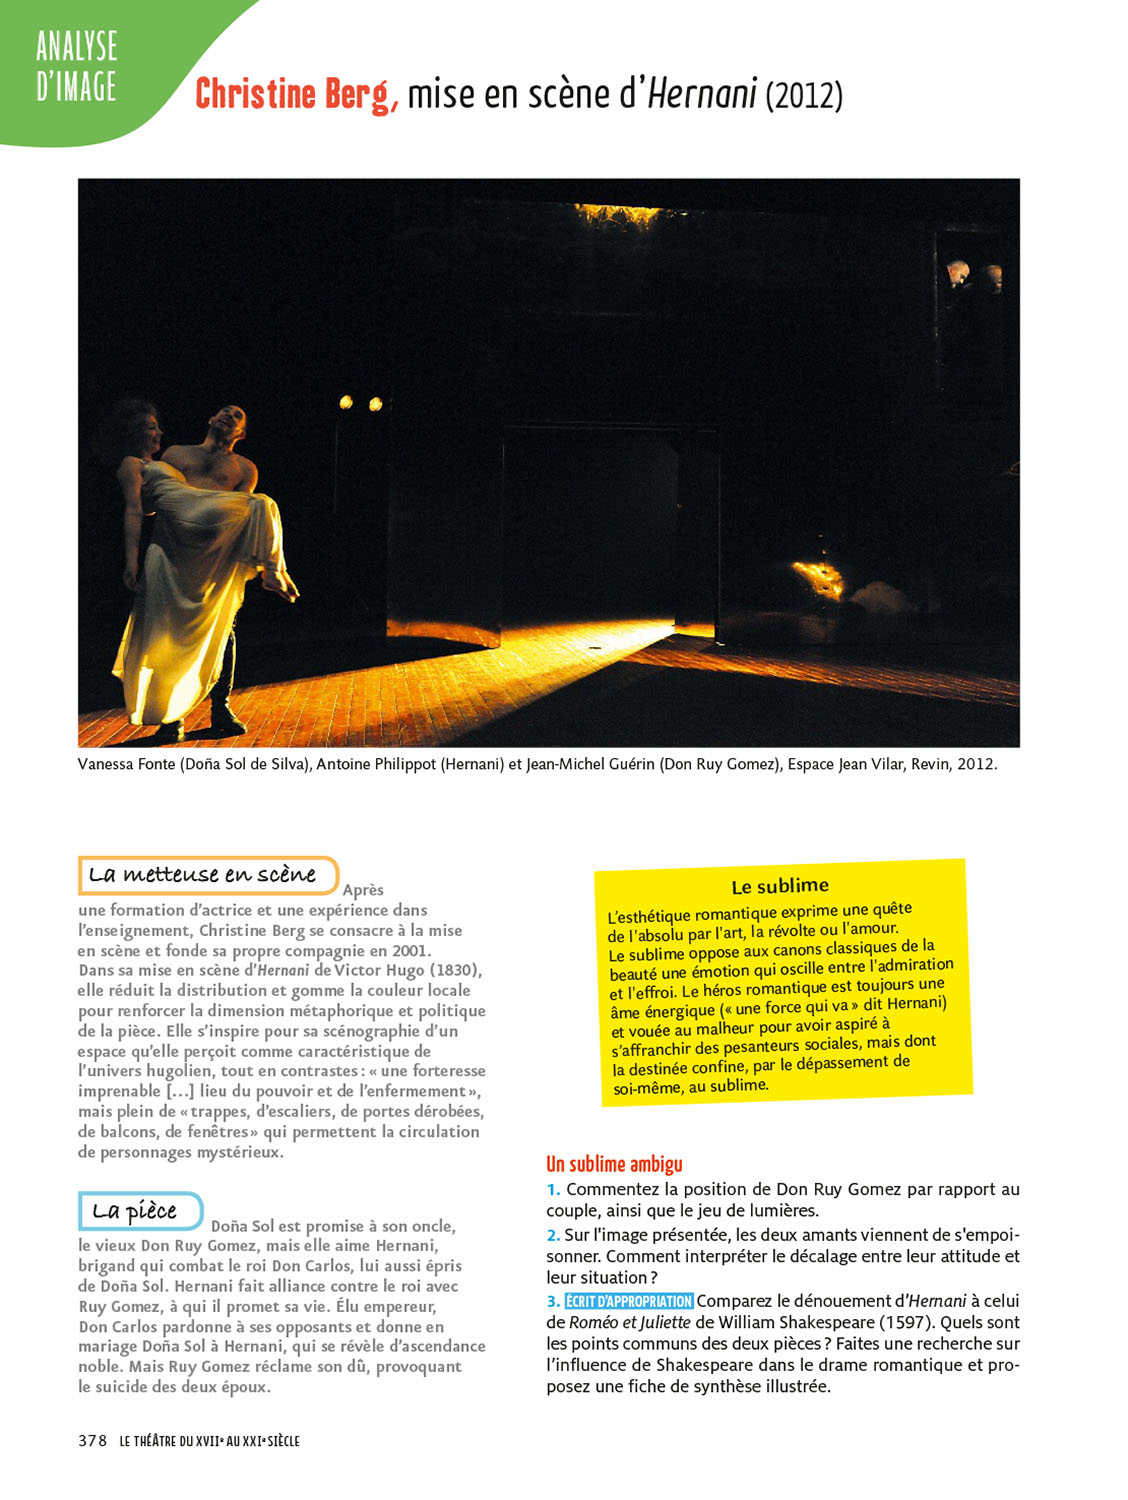 ANALYSE
D'IMAGE
Christine Berg, mise en scène d'Hernani (2012)
Vanessa Fonte (Doña Sol de Silva), Antoine Philippot (Hernani) et Jean-Michel Guérin (Don Ruy Gomez), Espace Jean Vilar, Revin, 2012.
La metteuse en scène Après
une formation d'actrice et une expérience dans
l'enseignement, Christine Berg se consacre à la mise
en scène et fonde sa propre compagnie en 2001.
Dans sa mise en scène d'Hernani de Victor Hugo (1830),
elle réduit la distribution et gomme la couleur locale
pour renforcer la dimension métaphorique et politique
de la pièce. Elle s'inspire pour sa scénographie d'un
espace qu'elle perçoit comme caractéristique de
l'univers hugolien, tout en contrastes : « une forteresse
imprenable [...] lieu du pouvoir et de l'enfermement »,
mais plein de « trappes, d'escaliers, de portes dérobées,
de balcons, de fenêtres » qui permettent la circulation
de personnages mystérieux.
La pièce Doña Sol est promise à son oncle,
le vieux Don Ruy Gomez, mais elle aime Hernani,
brigand qui combat le roi Don Carlos, lui aussi épris
de Doña Sol. Hernani fait alliance contre le roi avec
Ruy Gomez, à qui il promet sa vie. Élu empereur,
Don Carlos pardonne à ses opposants et donne en
mariage Doña Sol à Hernani, qui se révèle d'ascendance
noble. Mais Ruy Gomez réclame son dû, provoquant
le suicide des deux époux.
Le sublime
L'esthétique romantique exprime une quête
de l'absolu par l'art, la révolte ou l'amour.
Le sublime oppose aux canons classiques de la
beauté une émotion qui oscille entre l'admiration
et l'effroi. Le héros romantique est toujours une
âme énergique (« une force qui va » dit Hernani)
et vouée au malheur pour avoir aspiré à
s'affranchir des pesanteurs sociales, mais dont
la destinée confine, par le dépassement de
soi-même, au sublime.
Un sublime ambigu
1. Commentez la position de Don Ruy Gomez par rapport au
couple, ainsi que le jeu de lumières.
2. Sur l'image présentée, les deux amants viennent de s'empoi-
sonner. Comment interpréter le décalage entre leur attitude et
leur situation ?
3. ÉCRIT D'APPROPRIATION Comparez le dénouement d'Hernani à celui
de Roméo et Juliette de William Shakespeare (1597). Quels sont
les points communs des deux pièces ? Faites une recherche sur
l'influence de Shakespeare dans le drame romantique et pro-
posez une fiche de synthèse illustrée.
378 LE THÉÂTRE DU XVIIe AU XXIe SIÈCLE